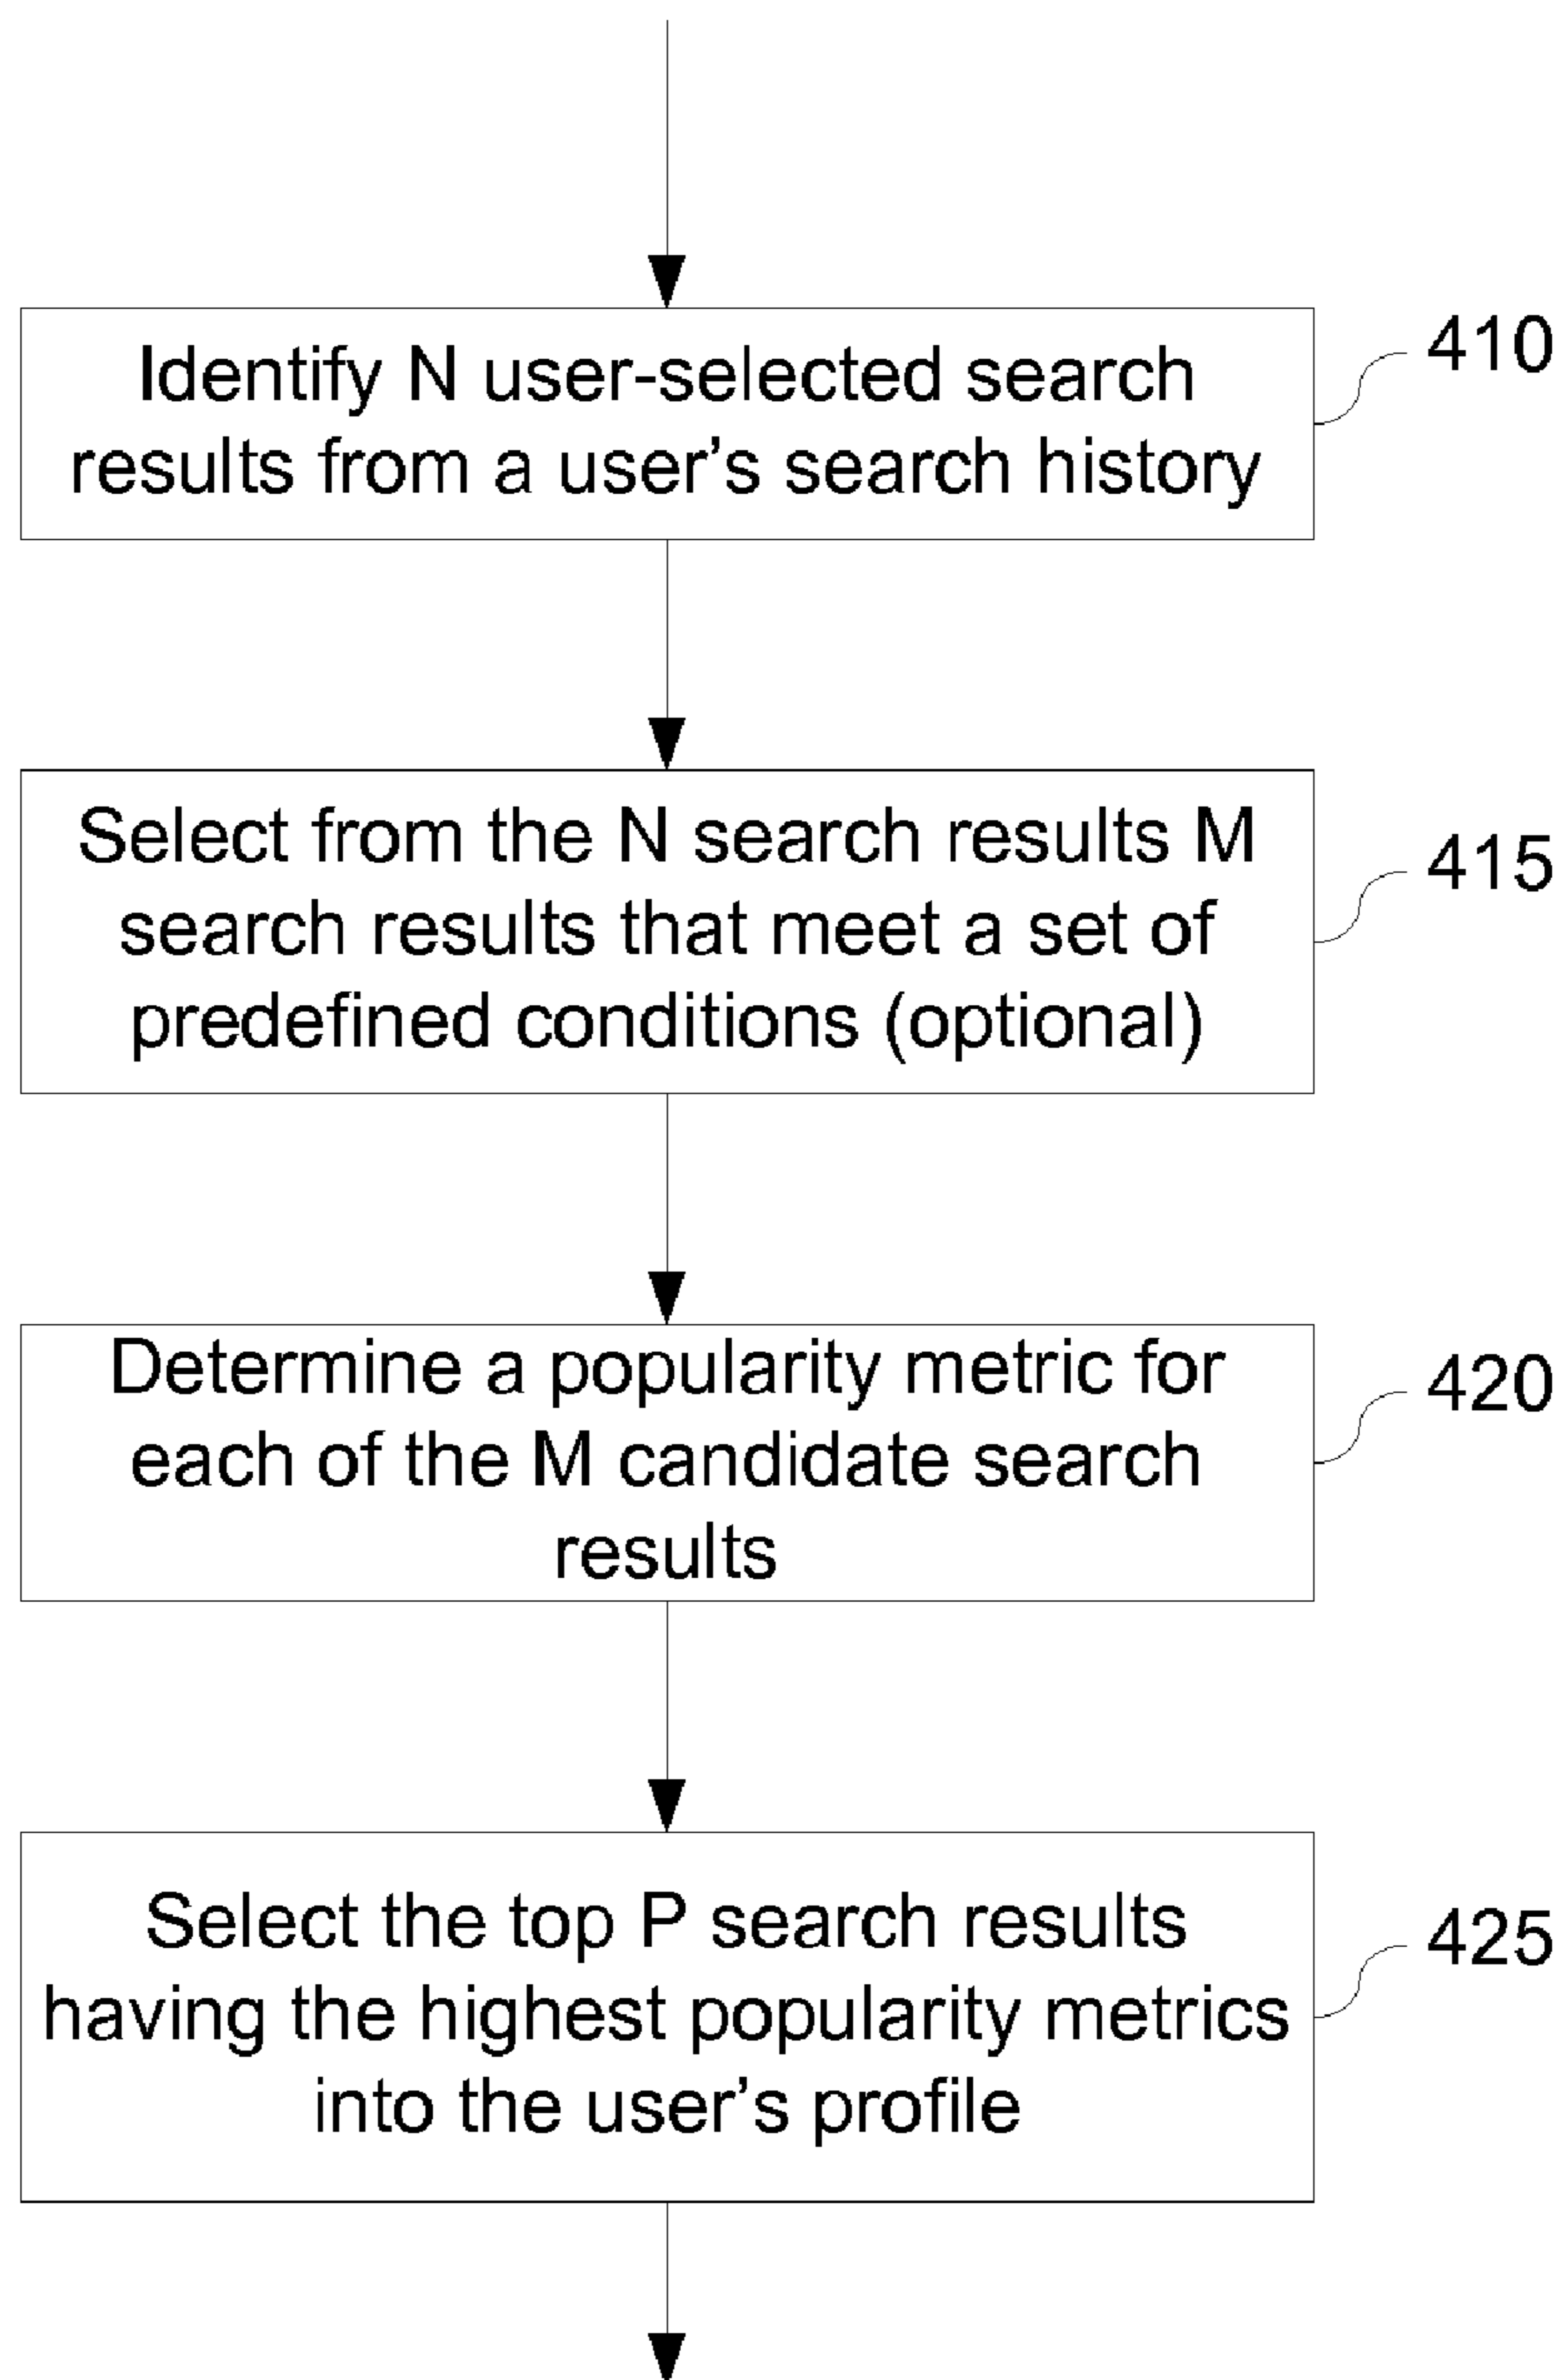 Identify N user-selected search
results from a user's search history
410
Select from the N search results M
search results that meet a set of
predefined conditions (optional)
415
Determine a popularity metric for
each of the M candidate search
results
420
Select the top P search results
having the highest popularity metrics
into the user's profile
425